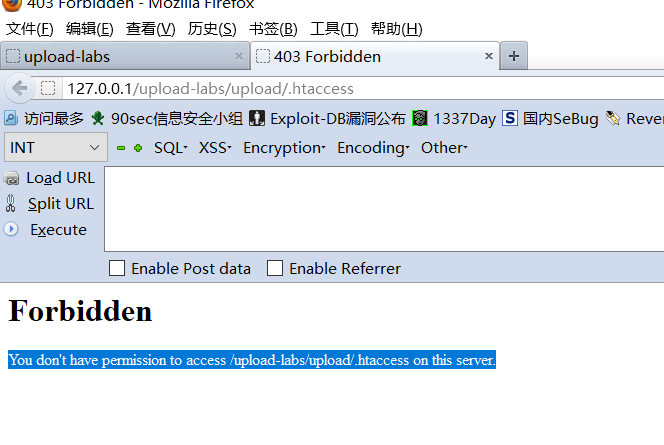 403 Forbidden - Mozilla Firefox
文件(F) 编辑(E) 查看(V) 历史(S) 书签(B) 工具(T) 帮助(H)
upload-labs × 403 Forbidden × +
127.0.0.1/upload-labs/upload/.htaccess
访问最多 90sec信息安全小组 Exploit-DB漏洞公布 1337Day S 国内SeBug Rever
INT SQL▾ XSS▾ Encryption▾ Encoding▾ Other▾
Load URL
Split URL
Execute
Enable Post data Enable Referrer
Forbidden
You don't have permission to access /upload-labs/upload/.htaccess on this server.